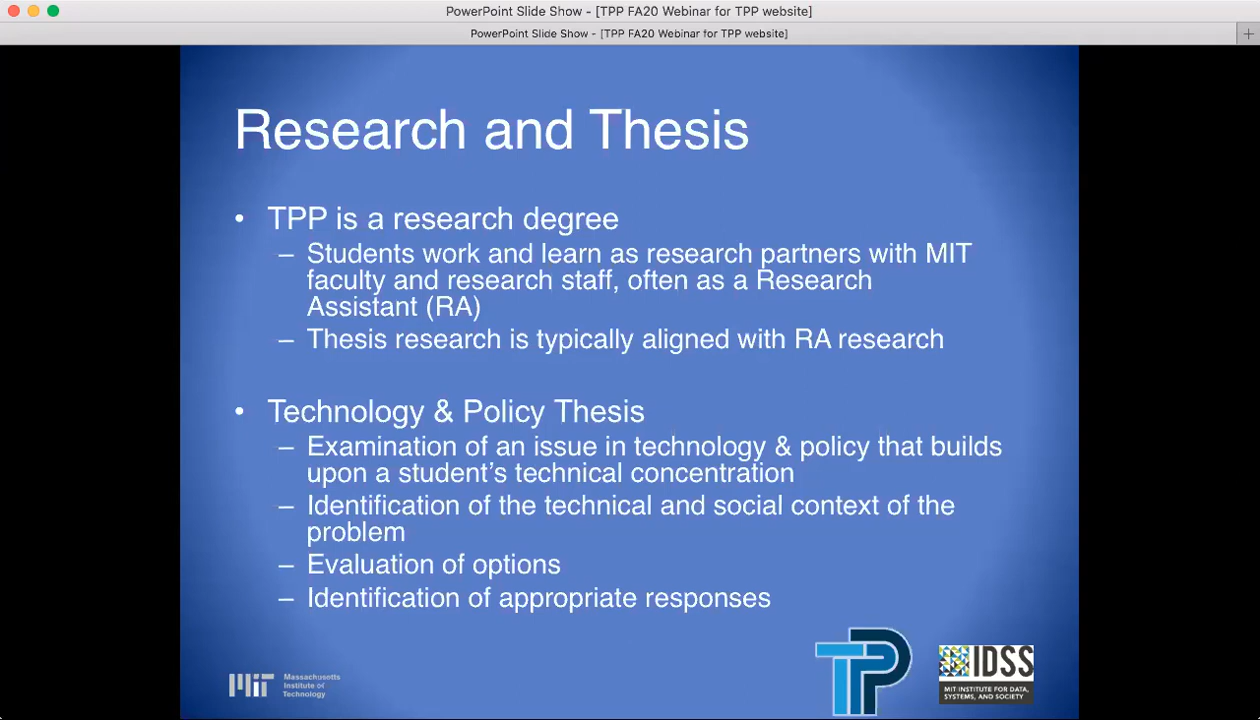 PowerPoint Slide Show - [TPP FA20 Webinar for TPP website]
PowerPoint Slide Show - [TPP FA20 Webinar for TPP website]
Research and Thesis
• TPP is a research degree
– Students work and learn as research partners with MIT
faculty and research staff, often as a Research
Assistant (RA)
– Thesis research is typically aligned with RA research
• Technology & Policy Thesis
– Examination of an issue in technology & policy that builds
upon a student’s technical concentration
– Identification of the technical and social context of the
problem
– Evaluation of options
– Identification of appropriate responses
MIT
Massachusetts
Institute of
Technology
TPP
IDSS
MIT INSTITUTE FOR DATA,
SYSTEMS, AND SOCIETY